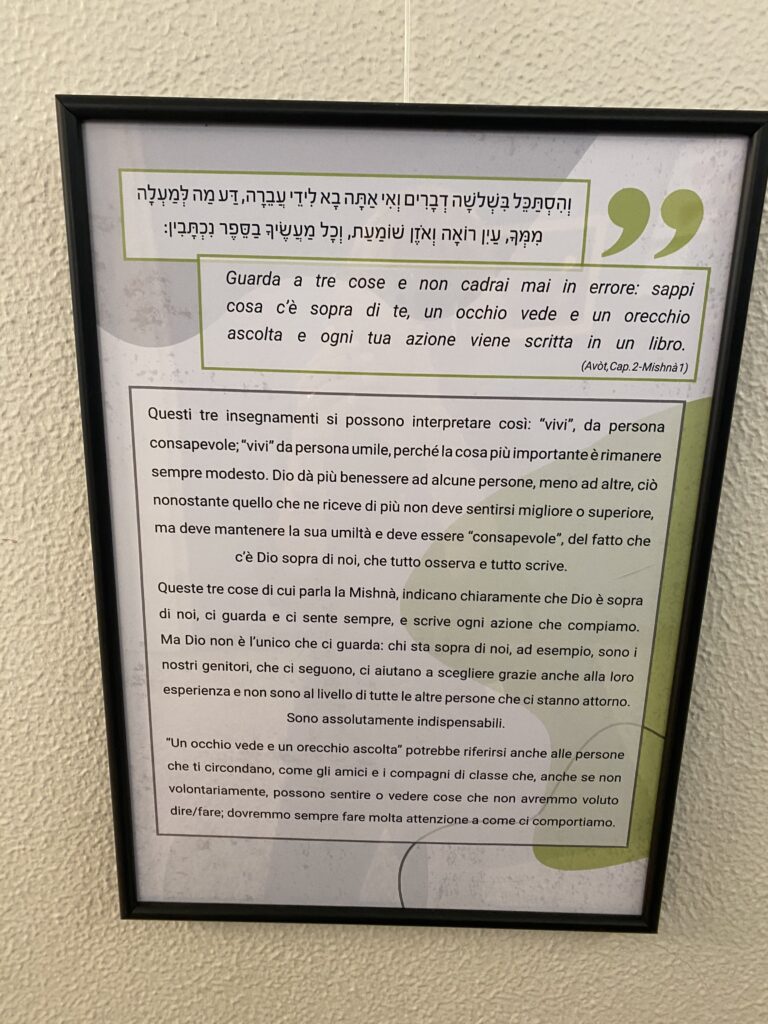 וְהִסְתַּכֵּל בִּשְׁלֹשָׁה דְבָרִים וְאִי אַתָּה בָא לִידֵי עֲבֵרָה, דַּע מַה לְּמַעְלָה
מִמְּךָ, עַיִן רוֹאָה וְאֹזֶן שׁוֹמַעַת, וְכָל מַעֲשֶׂיךָ בַסֵּפֶר נִכְתָּבִין:
Guarda a tre cose e non cadrai mai in errore: sappi
cosa c'è sopra di te, un occhio vede e un orecchio
ascolta e ogni tua azione viene scritta in un libro.
(Avòt, Cap. 2-Mishnà 1)
Questi tre insegnamenti si possono interpretare così: “vivi”, da persona
consapevole; “vivi” da persona umile, perché la cosa più importante è rimanere
sempre modesto. Dio dà più benessere ad alcune persone, meno ad altre, ciò
nonostante quello che ne riceve di più non deve sentirsi migliore o superiore,
ma deve mantenere la sua umiltà e deve essere “consapevole”, del fatto che
c'è Dio sopra di noi, che tutto osserva e tutto scrive.
Queste tre cose di cui parla la Mishnà, indicano chiaramente che Dio è sopra
di noi, ci guarda e ci sente sempre, e scrive ogni azione che compiamo.
Ma Dio non è l'unico che ci guarda: chi sta sopra di noi, ad esempio, sono i
nostri genitori, che ci seguono, ci aiutano a scegliere grazie anche alla loro
esperienza e non sono al livello di tutte le altre persone che ci stanno attorno.
Sono assolutamente indispensabili.
“Un occhio vede e un orecchio ascolta” potrebbe riferirsi anche alle persone
che ti circondano, come gli amici e i compagni di classe che, anche se non
volontariamente, possono sentire o vedere cose che non avremmo voluto
dire/fare; dovremmo sempre fare molta attenzione a come ci comportiamo.